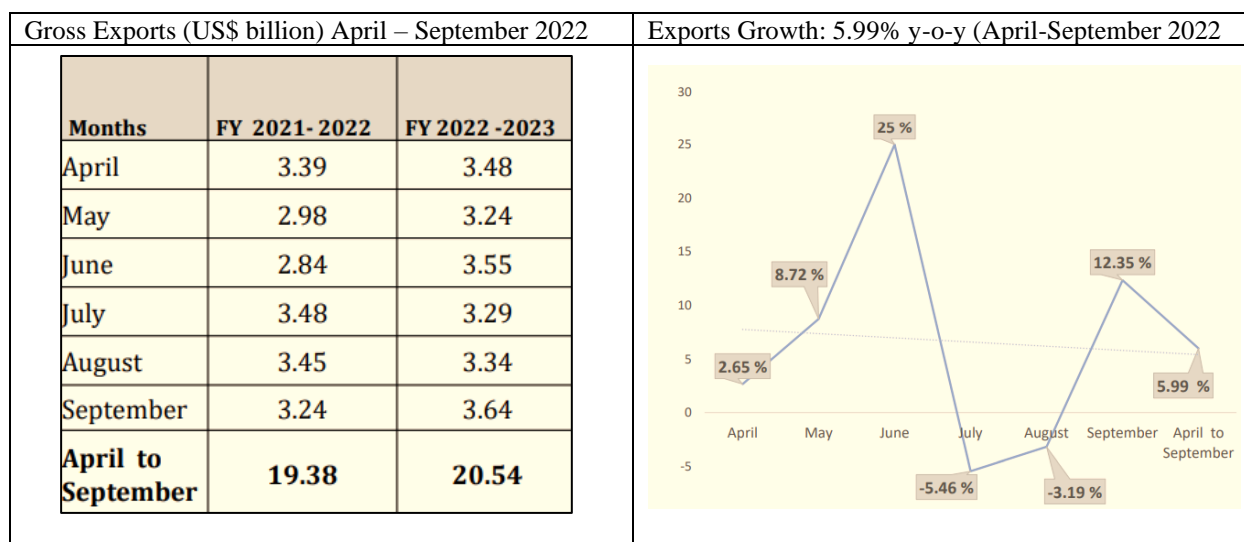 Gross Exports (US$ billion) April – September 2022
Months FY 2021-2022 FY 2022-2023
April 3.39 3.48
May 2.98 3.24
June 2.84 3.55
July 3.48 3.29
August 3.45 3.34
September 3.24 3.64
April to
September 19.38 20.54
Exports Growth: 5.99% y-o-y (April-September 2022
30
25
20
15
10
5
0
-5
2.65 %
8.72 %
25 %
-5.46 %
-3.19 %
12.35 %
5.99 %
April May June July August September April to
September